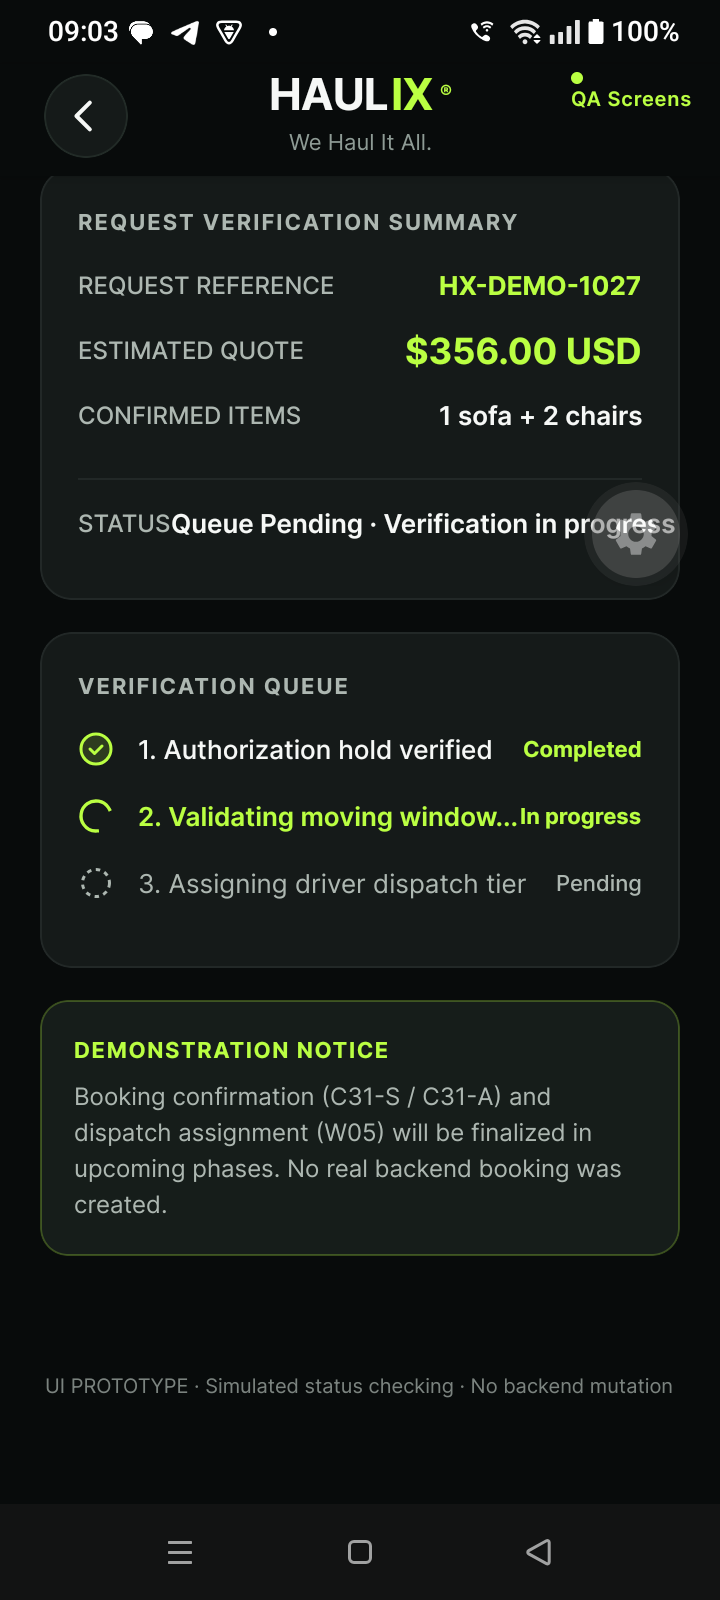 09:03 100%
HAULIX ®
QA Screens
We Haul It All.
REQUEST VERIFICATION SUMMARY
REQUEST REFERENCE HX-DEMO-1027
ESTIMATED QUOTE $356.00 USD
CONFIRMED ITEMS 1 sofa + 2 chairs
STATUS Queue Pending · Verification in progress
VERIFICATION QUEUE
1. Authorization hold verified Completed
2. Validating moving window... In progress
3. Assigning driver dispatch tier Pending
DEMONSTRATION NOTICE
Booking confirmation (C31-S / C31-A) and
dispatch assignment (W05) will be finalized in
upcoming phases. No real backend booking was
created.
UI PROTOTYPE · Simulated status checking · No backend mutation